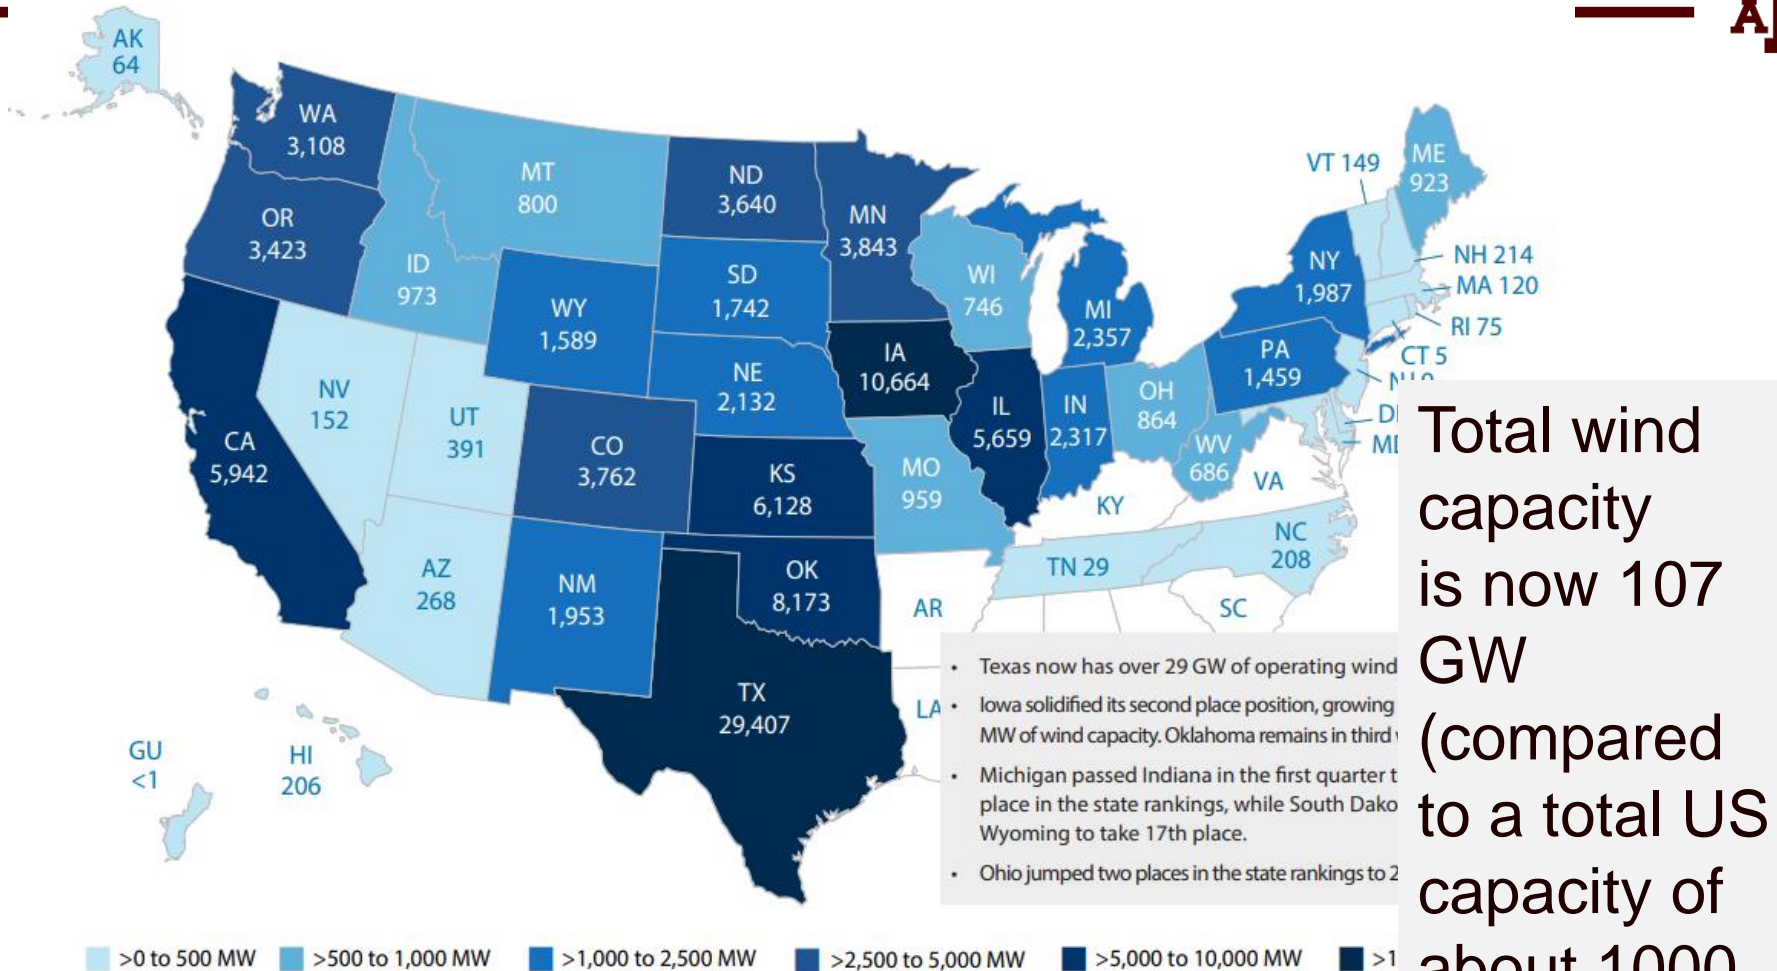 AK
64
WA
3,108
MT
800
ND
3,640
MN
3,843
VT 149
ME
923
OR
3,423
ID
973
WY
1,589
SD
1,742
WI
746
MI
2,357
NY
1,987
NH 214
MA 120
RI 75
CT 5
PA
1,459
IA
10,664
NE
2,132
NV
152
UT
391
CO
3,762
CA
5,942
KS
6,128
MO
959
IL
5,659
IN
2,317
OH
864
WV
686
VA
KY
NC
208
TN 29
SC
AR
AZ
268
NM
1,953
OK
8,173
TX
29,407
LA
GU
<1
HI
206
• Texas now has over 29 GW of operating wind
• Iowa solidified its second place position, growing
MW of wind capacity. Oklahoma remains in third
• Michigan passed Indiana in the first quarter t
place in the state rankings, while South Dako
Wyoming to take 17th place.
• Ohio jumped two places in the state rankings to 2
Total wind
capacity
is now 107
GW
(compared
to a total US
capacity of
about 1000
>0 to 500 MW
>500 to 1,000 MW
>1,000 to 2,500 MW
>2,500 to 5,000 MW
>5,000 to 10,000 MW
>1